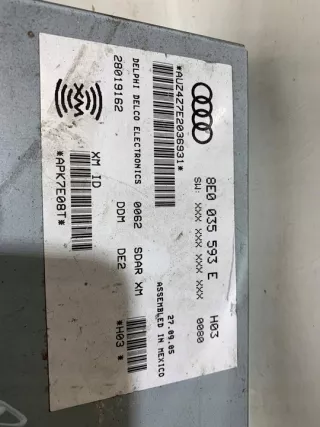 *AUZ4Z7E2036931*
8E0 035 593 E H03
SW: XXX XXX XXX XXX 0080
DELPHI DELCO ELECTRONICS 0062 SDAR XM 27.09.05
28019162 DDM DE2 ASSEMBLED IN MEXICO
XM
XM ID
*APK7E08T*
*H03 *